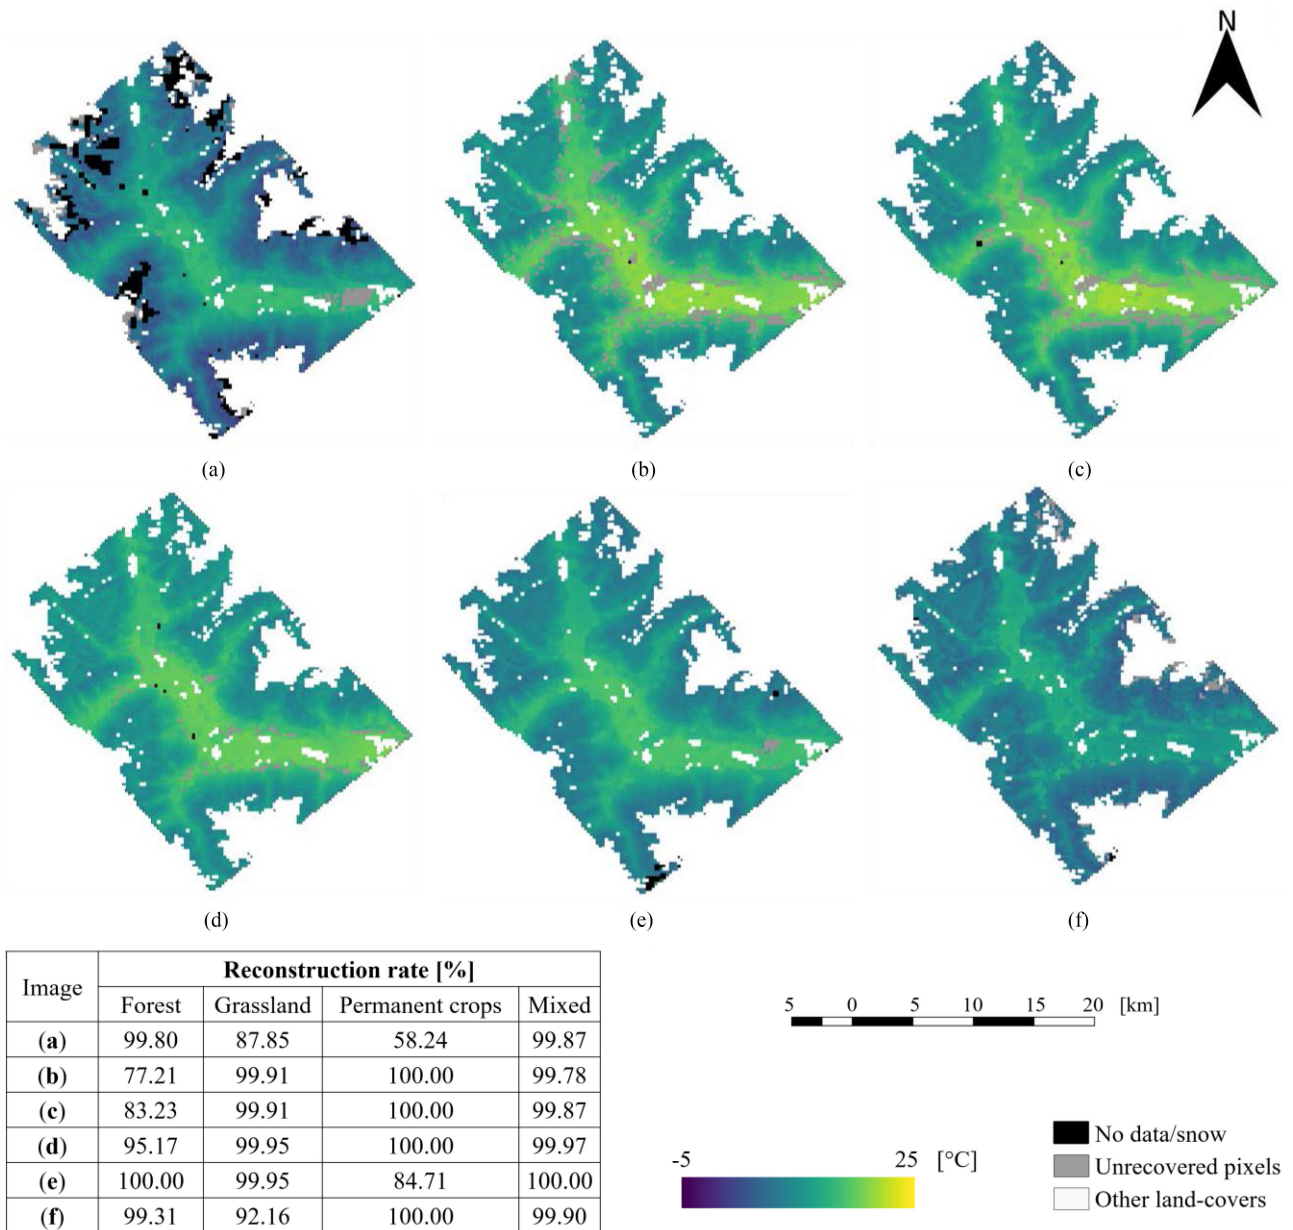 N
(a) (b) (c)
(d) (e) (f)
Image Reconstruction rate [%]
Forest Grassland Permanent crops Mixed
(a) 99.80 87.85 58.24 99.87
(b) 77.21 99.91 100.00 99.78
(c) 83.23 99.91 100.00 99.87
(d) 95.17 99.95 100.00 99.97
(e) 100.00 99.95 84.71 100.00
(f) 99.31 92.16 100.00 99.90
5 0 5 10 15 20 [km]
-5 25 [°C]
No data/snow
Unrecovered pixels
Other land-covers